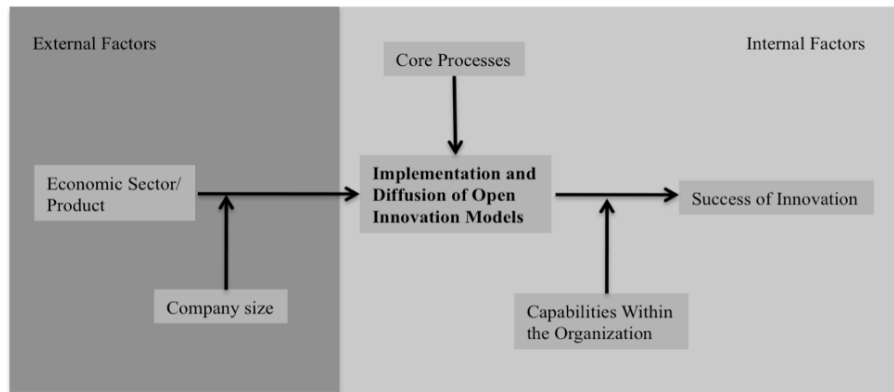 External Factors
Internal Factors
Core Processes
Economic Sector/
Product
Implementation and
Diffusion of Open
Innovation Models
Success of Innovation
Company size
Capabilities Within
the Organization